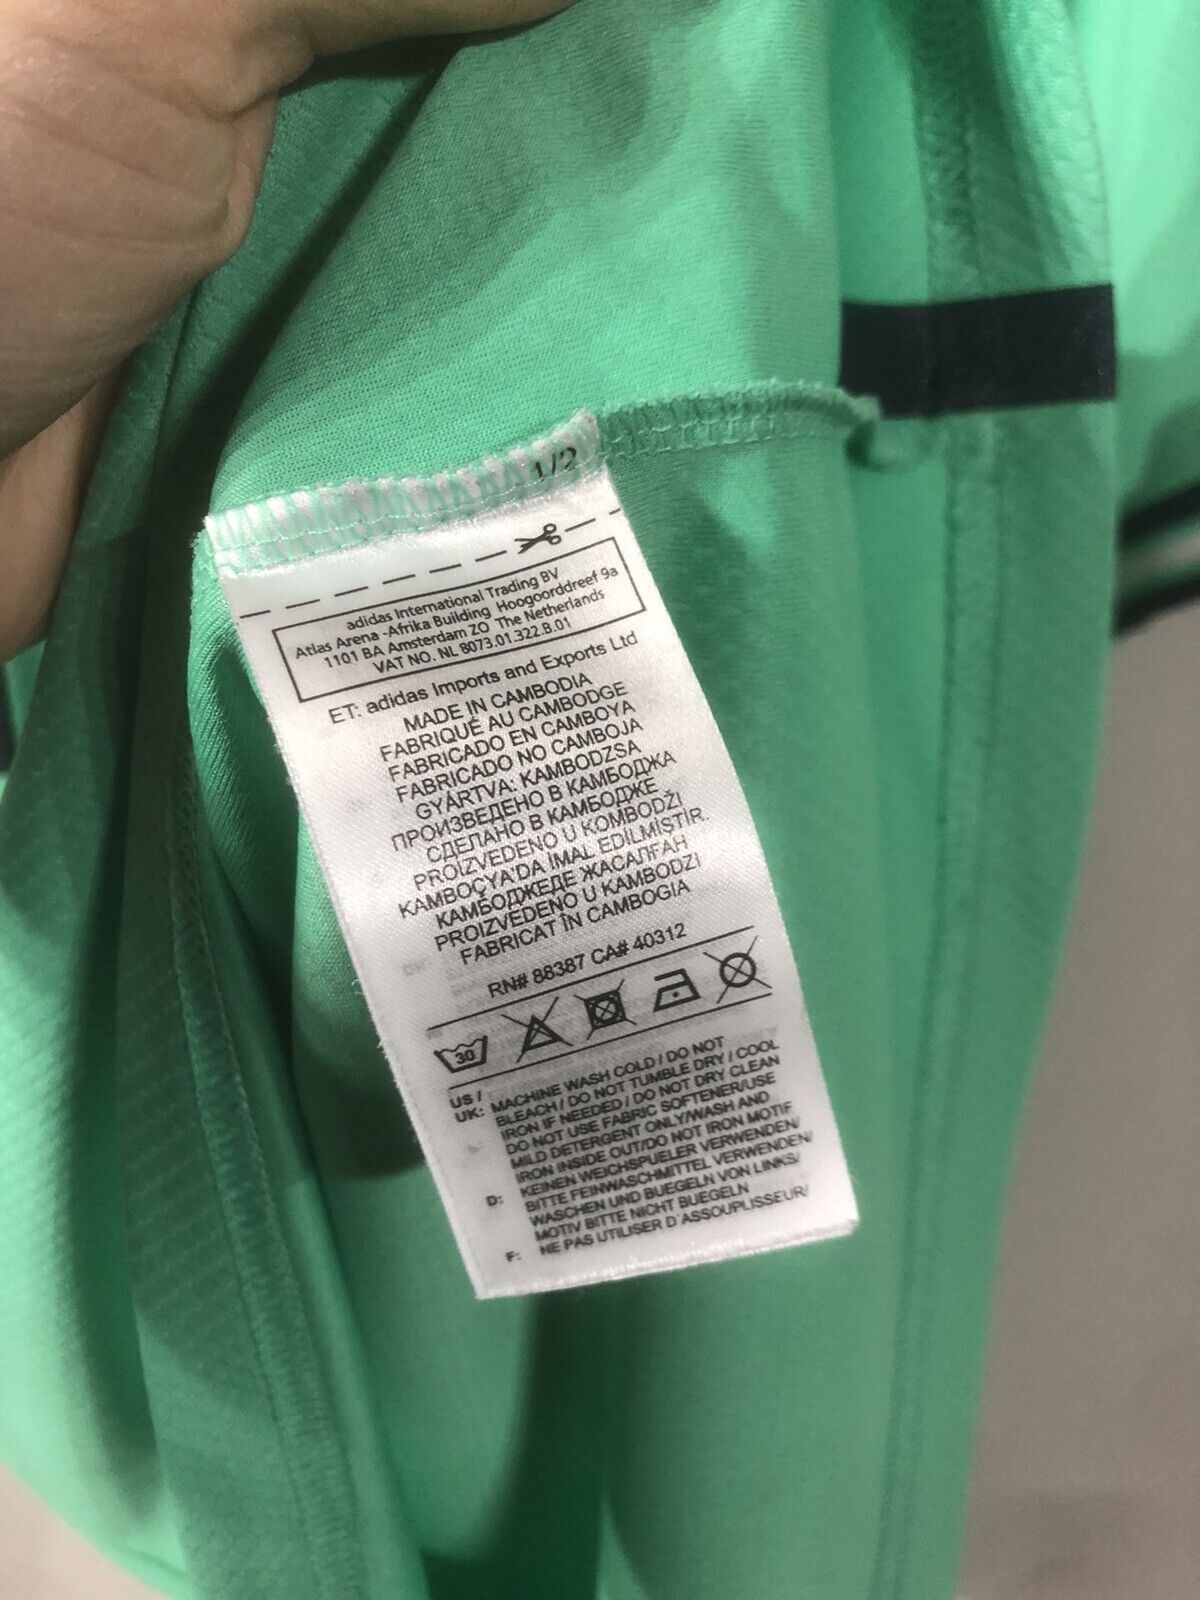 1/2
adidas International Trading BV
Atlas Arena -Afrika Building Hoogoorddreef 9a
1101 BA Amsterdam ZO The Netherlands
VAT NO. NL 8073.01.322.B.01
ET: adidas Imports and Exports Ltd
MADE IN CAMBODIA
FABRIQUÉ AU CAMBODGE
FABRICADO EN CAMBOYA
FABRICADO NO CAMBOJA
GYÁRTVA: KAMBODZSA
ПРОИЗВЕДЕНО В КАМБОДЖА
СДЕЛАНО В КАМБОДЖЕ
PROIZVEDENO U KOMBODŽI
KAMBOÇYA'DA İMAL EDİLMİŞTİR.
КАМБОДЖЕДЕ ЖАСАЛҒАН
PROIZVEDENO U KAMBODZI
FABRICAT ÎN CAMBOGIA
RN# 88387 CA# 40312
30
US / UK: MACHINE WASH COLD / DO NOT
BLEACH / DO NOT TUMBLE DRY / COOL
IRON IF NEEDED / DO NOT DRY CLEAN
DO NOT USE FABRIC SOFTENER/USE
MILD DETERGENT ONLY/WASH AND
IRON INSIDE OUT/DO NOT IRON MOTIF
D: KEINEN WEICHSPUELER VERWENDEN/
BITTE FEINWASCHMITTEL VERWENDEN/
WASCHEN UND BUEGELN VON LINKS/
MOTIV BITTE NICHT BUEGELN
F: NE PAS UTILISER D'ASSOUPLISSEUR/